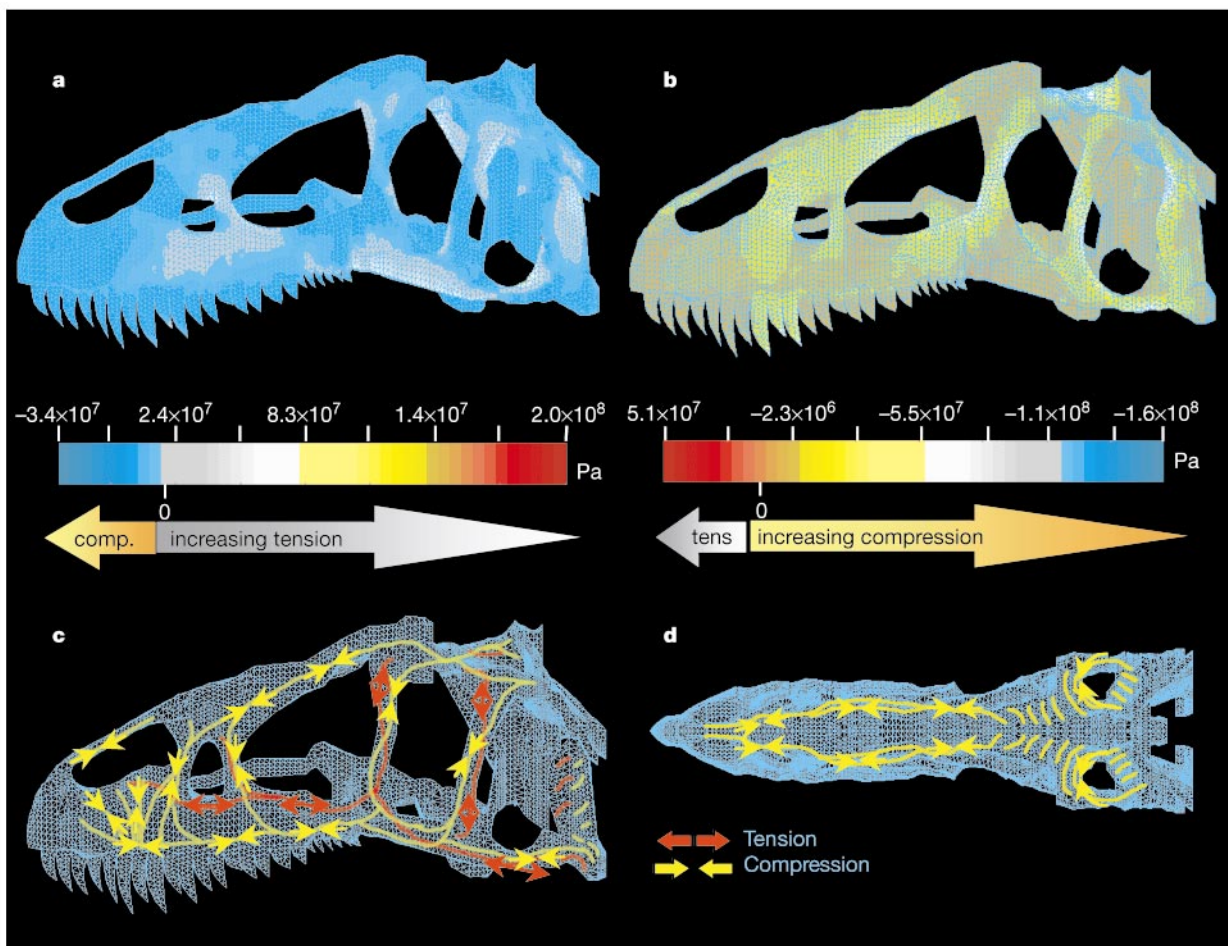 a
b
−3.4×10⁷ 2.4×10⁷ 8.3×10⁷ 1.4×10⁷ 2.0×10⁸
Pa
0
comp. increasing tension
5.1×10⁷ −2.3×10⁶ −5.5×10⁷ −1.1×10⁸ −1.6×10⁸
Pa
0
tens increasing compression
c
d
Tension
Compression